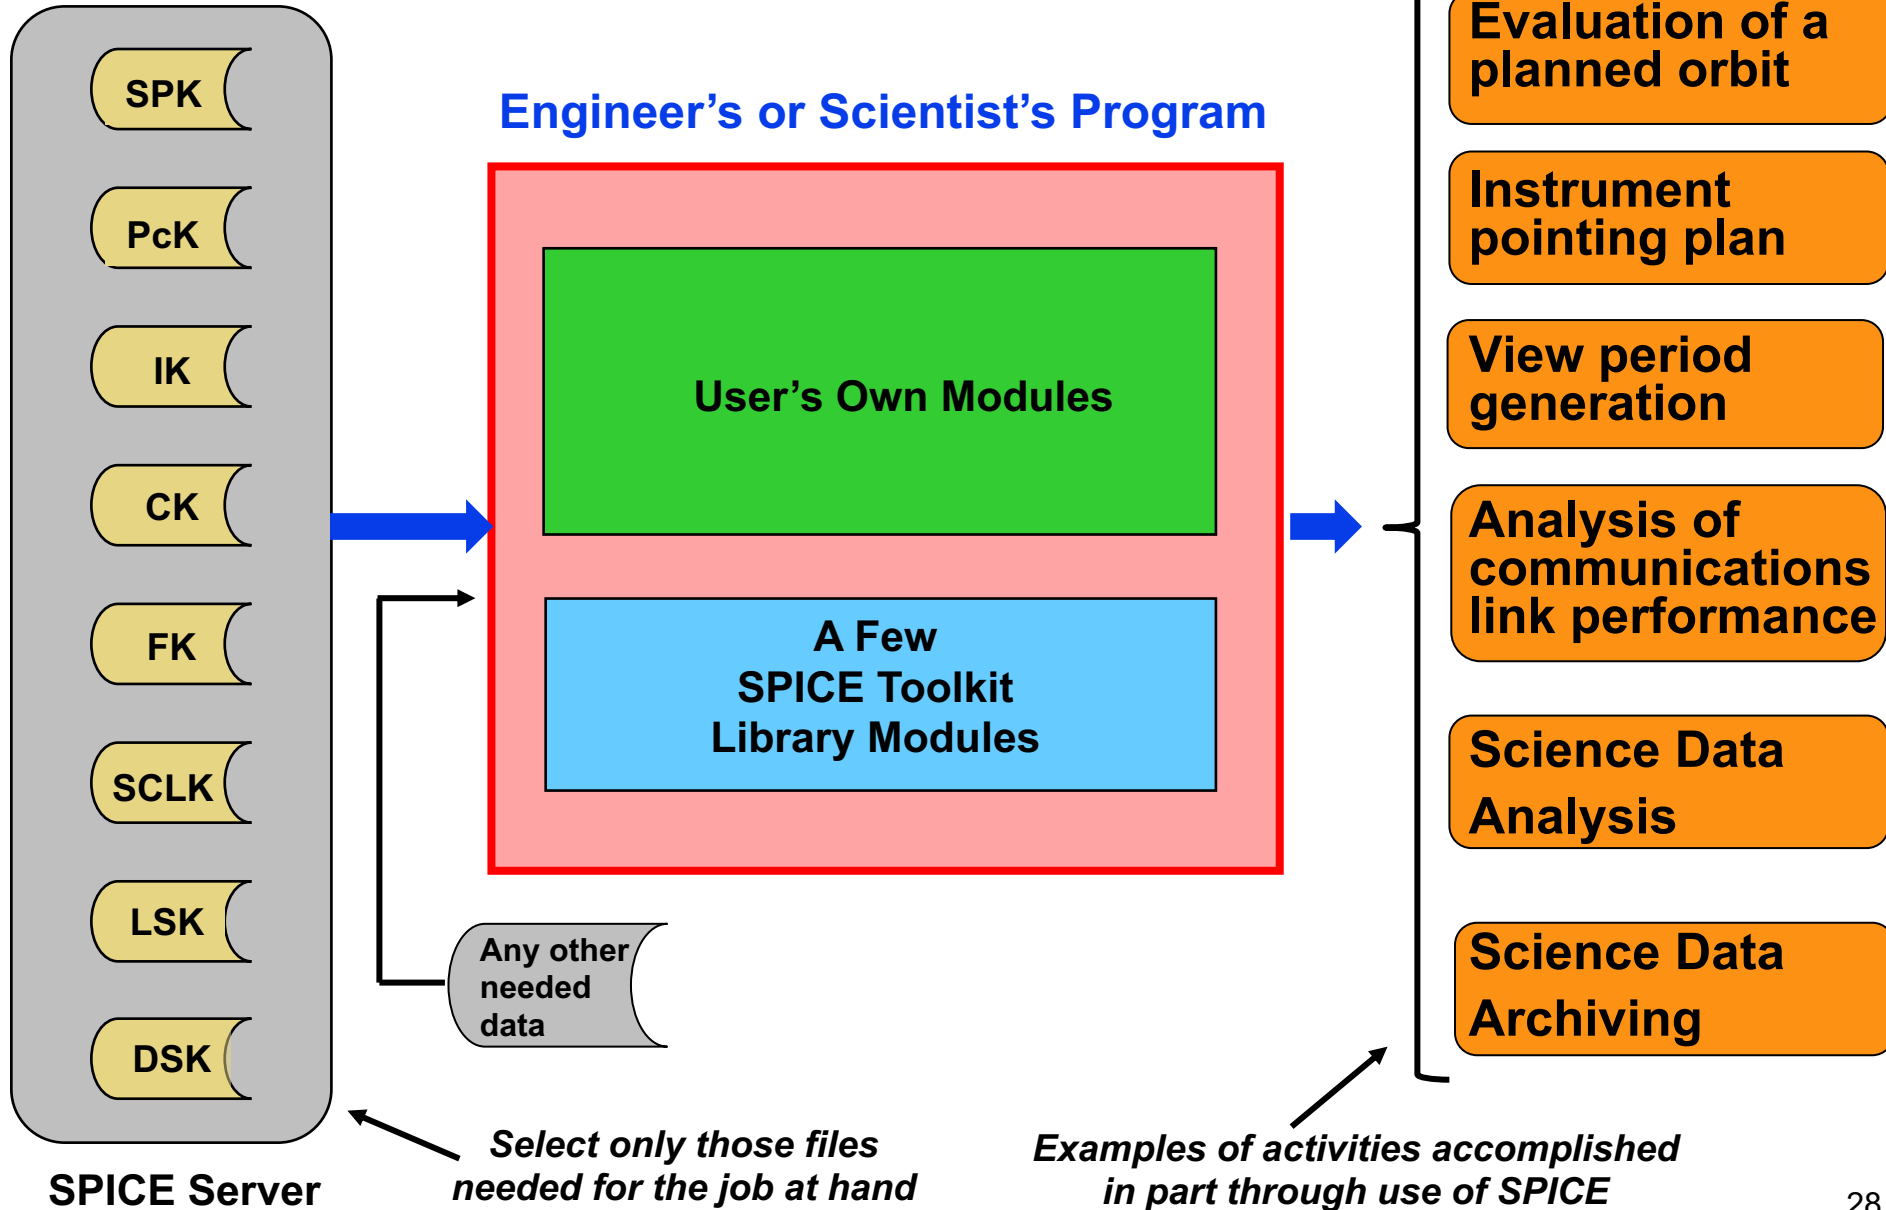 SPK
PcK
IK
CK
FK
SCLK
LSK
DSK
SPICE Server
Engineer’s or Scientist’s Program
User’s Own Modules
A Few
SPICE Toolkit
Library Modules
Any other
needed
data
Select only those files
needed for the job at hand
Evaluation of a
planned orbit
Instrument
pointing plan
View period
generation
Analysis of
communications
link performance
Science Data
Analysis
Science Data
Archiving
Examples of activities accomplished
in part through use of SPICE
28